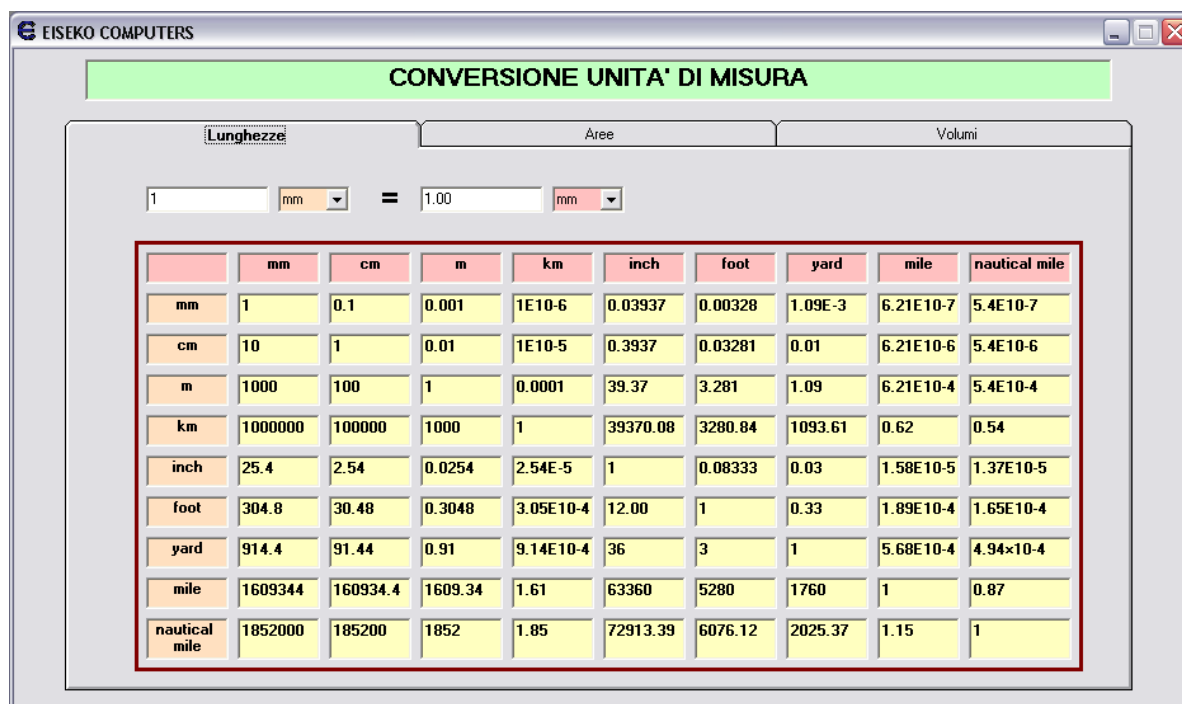 EISEKO COMPUTERS
CONVERSIONE UNITA' DI MISURA
Lunghezze Aree Volumi
1 mm = 1.00 mm
mm cm m km inch foot yard mile nautical mile
mm 1 0.1 0.001 1E10-6 0.03937 0.00328 1.09E-3 6.21E10-7 5.4E10-7
cm 10 1 0.01 1E10-5 0.3937 0.03281 0.01 6.21E10-6 5.4E10-6
m 1000 100 1 0.0001 39.37 3.281 1.09 6.21E10-4 5.4E10-4
km 1000000 100000 1000 1 39370.08 3280.84 1093.61 0.62 0.54
inch 25.4 2.54 0.0254 2.54E-5 1 0.08333 0.03 1.58E10-5 1.37E10-5
foot 304.8 30.48 0.3048 3.05E10-4 12.00 1 0.33 1.89E10-4 1.65E10-4
yard 914.4 91.44 0.91 9.14E10-4 36 3 1 5.68E10-4 4.94×10-4
mile 1609344 160934.4 1609.34 1.61 63360 5280 1760 1 0.87
nautical mile 1852000 185200 1852 1.85 72913.39 6076.12 2025.37 1.15 1